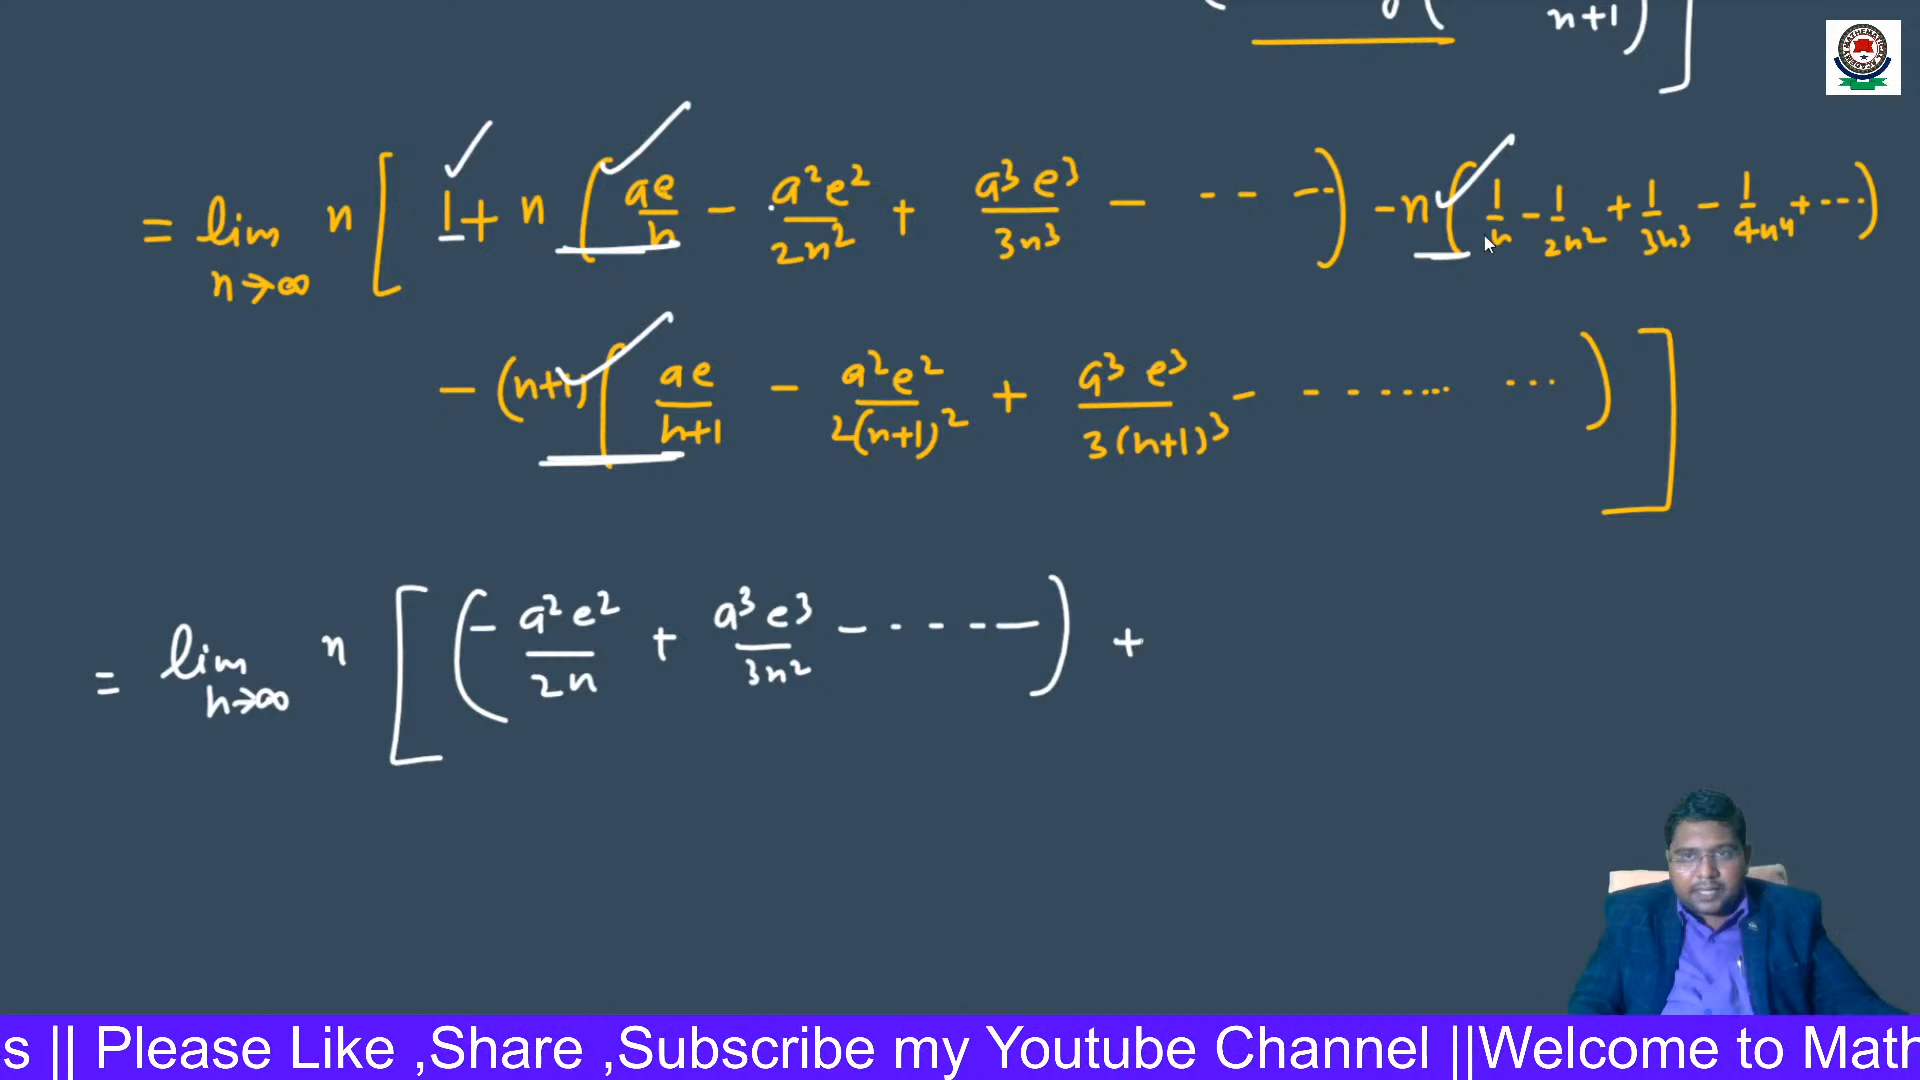 n+1) ]
= lim n→∞ n [ 1 + n ( ae/n - a²e²/2n² + a³e³/3n³ - - - - - ) - n ( 1/n - 1/2n² + 1/3n³ - 1/4n⁴ + ... )
- (n+1) ( ae/n+1 - a²e²/2(n+1)² + a³e³/3(n+1)³ - - - ...... ... ) ]
= lim n→∞ n [ ( - a²e²/2n + a³e³/3n² - - - - - ) +
s || Please Like ,Share ,Subscribe my Youtube Channel ||Welcome to Math